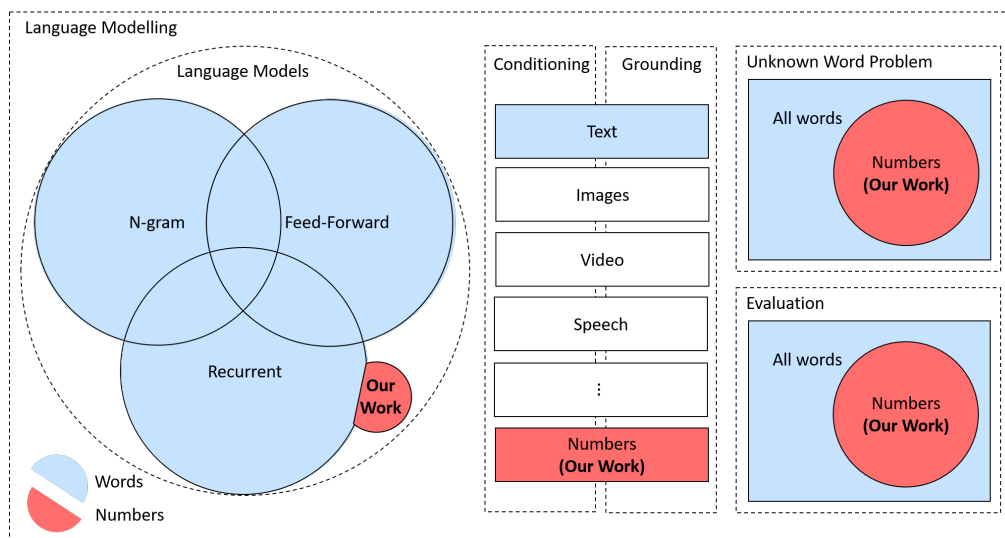 Language Modelling
Language Models
N-gram
Feed-Forward
Recurrent
Our
Work
Words
Numbers
Conditioning
Grounding
Text
Images
Video
Speech
⋮
Numbers
(Our Work)
Unknown Word Problem
All words
Numbers
(Our Work)
Evaluation
All words
Numbers
(Our Work)